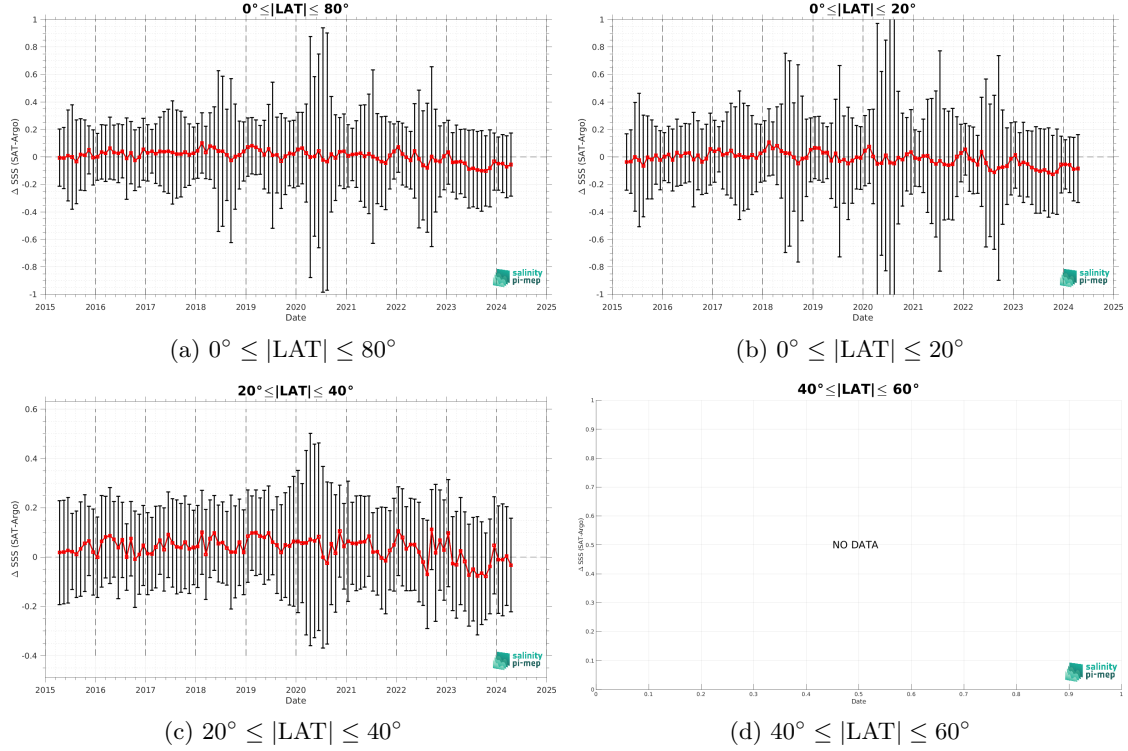 0°≤|LAT|≤ 80°
1
0.8
0.6
0.4
0.2
0
-0.2
-0.4
-0.6
-0.8
-1
Δ SSS (SAT-Argo)
2015 2016 2017 2018 2019 2020 2021 2022 2023 2024 2025
Date
salinity
pi-mep
(a) 0° ≤ |LAT| ≤ 80°
0°≤|LAT|≤ 20°
1
0.8
0.6
0.4
0.2
0
-0.2
-0.4
-0.6
-0.8
-1
Δ SSS (SAT-Argo)
2015 2016 2017 2018 2019 2020 2021 2022 2023 2024 2025
Date
salinity
pi-mep
(b) 0° ≤ |LAT| ≤ 20°
20°≤|LAT|≤ 40°
0.6
0.4
0.2
0
-0.2
-0.4
Δ SSS (SAT-Argo)
2015 2016 2017 2018 2019 2020 2021 2022 2023 2024 2025
Date
salinity
pi-mep
(c) 20° ≤ |LAT| ≤ 40°
40°≤|LAT|≤ 60°
1
0.9
0.8
0.7
0.6
0.5
0.4
0.3
0.2
0.1
0
Δ SSS (SAT-Argo)
NO DATA
0 0.1 0.2 0.3 0.4 0.5 0.6 0.7 0.8 0.9 1
Date
salinity
pi-mep
(d) 40° ≤ |LAT| ≤ 60°